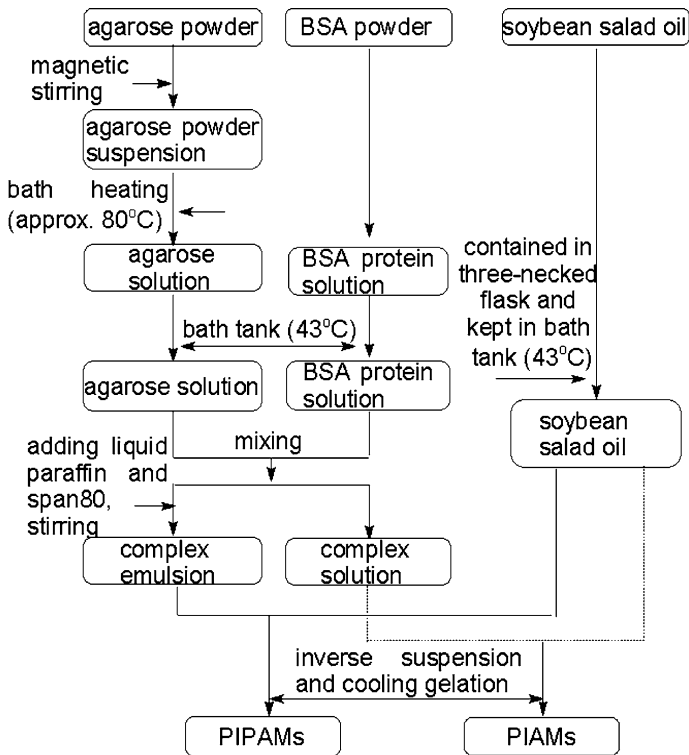 agarose powder
BSA powder
soybean salad oil
magnetic
stirring
agarose powder
suspension
bath heating
(approx. 80°C)
agarose
solution
BSA protein
solution
contained in
three-necked
flask and
kept in bath
tank (43°C)
bath tank (43°C)
agarose solution
BSA protein
solution
soybean
salad oil
mixing
adding liquid
paraffin and
span80,
stirring
complex
emulsion
complex
solution
inverse suspension
and cooling gelation
PIPAMs
PIAMs